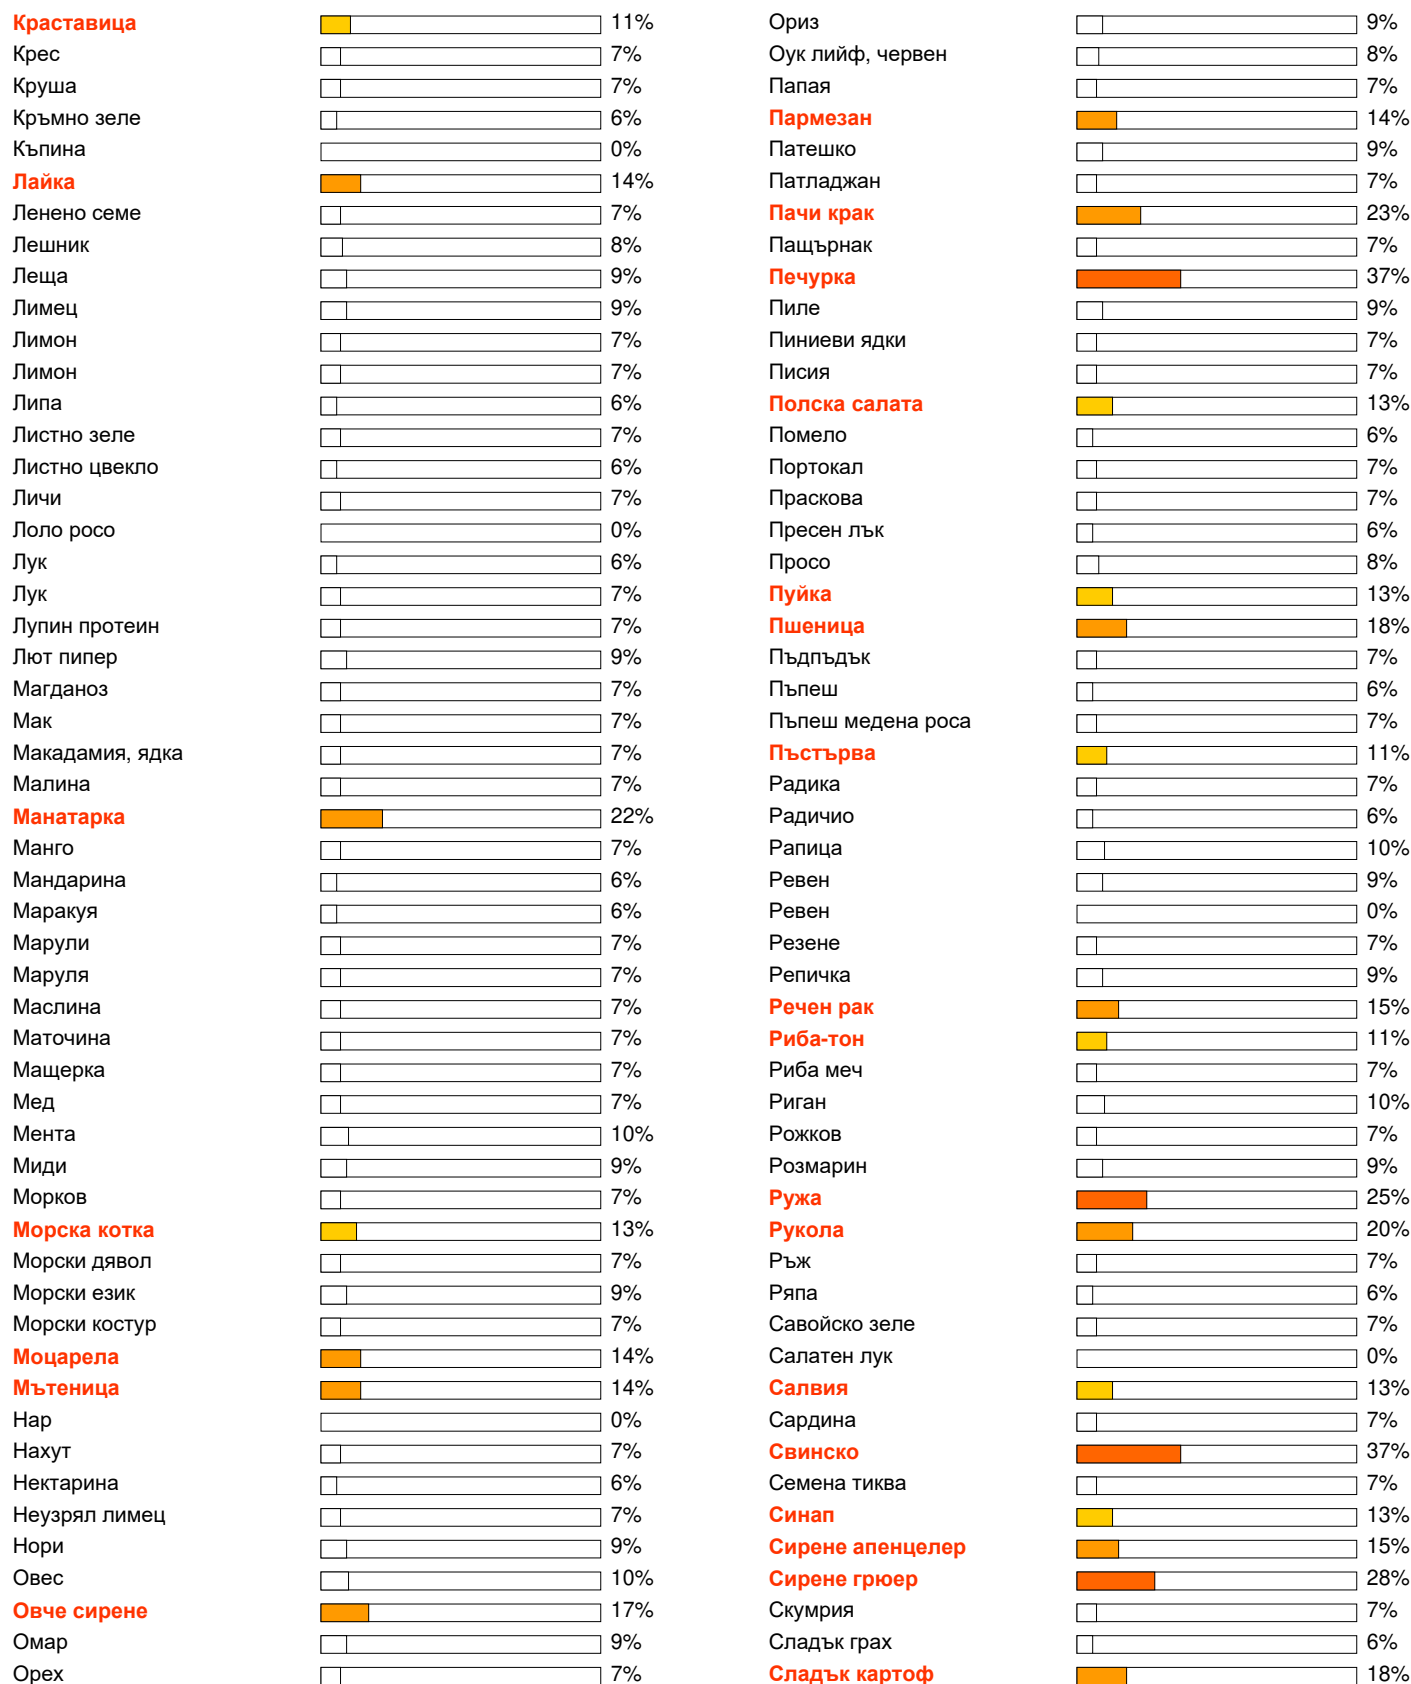 Краставица 11%
Крес 7%
Круша 7%
Кръмно зеле 6%
Къпина 0%
Лайка 14%
Ленено семе 7%
Лешник 8%
Леща 9%
Лимец 9%
Лимон 7%
Лимон 7%
Липа 6%
Листно зеле 7%
Листно цвекло 6%
Личи 7%
Лоло росо 0%
Лук 6%
Лук 7%
Лупин протеин 7%
Лют пипер 9%
Магданоз 7%
Мак 7%
Макадамия, ядка 7%
Малина 7%
Манатарка 22%
Манго 7%
Мандарина 6%
Маракуя 6%
Марули 7%
Маруля 7%
Маслина 7%
Маточина 7%
Мащерка 7%
Мед 7%
Мента 10%
Миди 9%
Морков 7%
Морска котка 13%
Морски дявол 7%
Морски език 9%
Морски костур 7%
Моцарела 14%
Мътеница 14%
Нар 0%
Нахут 7%
Нектарина 6%
Неузрял лимец 7%
Нори 9%
Овес 10%
Овче сирене 17%
Омар 9%
Орех 7%
Ориз 9%
Оук лийф, червен 8%
Папая 7%
Пармезан 14%
Патешко 9%
Патладжан 7%
Пачи крак 23%
Пащърнак 7%
Печурка 37%
Пиле 9%
Пиниеви ядки 7%
Писия 7%
Полска салата 13%
Помело 6%
Портокал 7%
Праскова 7%
Пресен лък 6%
Просо 8%
Пуйка 13%
Пшеница 18%
Пъдпъдък 7%
Пъпеш 6%
Пъпеш медена роса 7%
Пъстърва 11%
Радика 7%
Радичио 6%
Рапица 10%
Ревен 9%
Ревен 0%
Резене 7%
Репичка 9%
Речен рак 15%
Риба-тон 11%
Риба меч 7%
Риган 10%
Рожков 7%
Розмарин 9%
Ружа 25%
Рукола 20%
Ръж 7%
Ряпа 6%
Савойско зеле 7%
Салатен лук 0%
Салвия 13%
Сардина 7%
Свинско 37%
Семена тиква 7%
Синап 13%
Сирене апенцелер 15%
Сирене грюер 28%
Скумрия 7%
Сладък грах 6%
Сладък картоф 18%